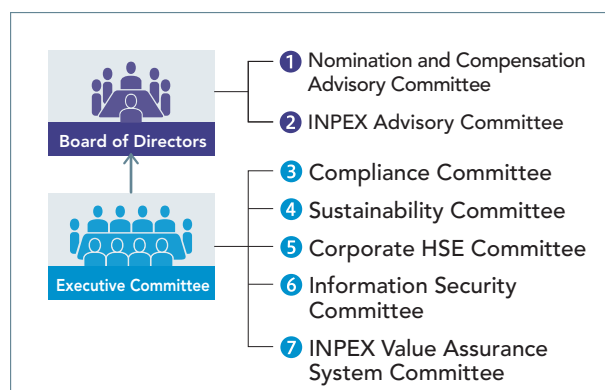 1 Nomination and Compensation
Advisory Committee
2 INPEX Advisory Committee
Board of Directors
3 Compliance Committee
4 Sustainability Committee
5 Corporate HSE Committee
Executive Committee
6 Information Security
Committee
7 INPEX Value Assurance
System Committee